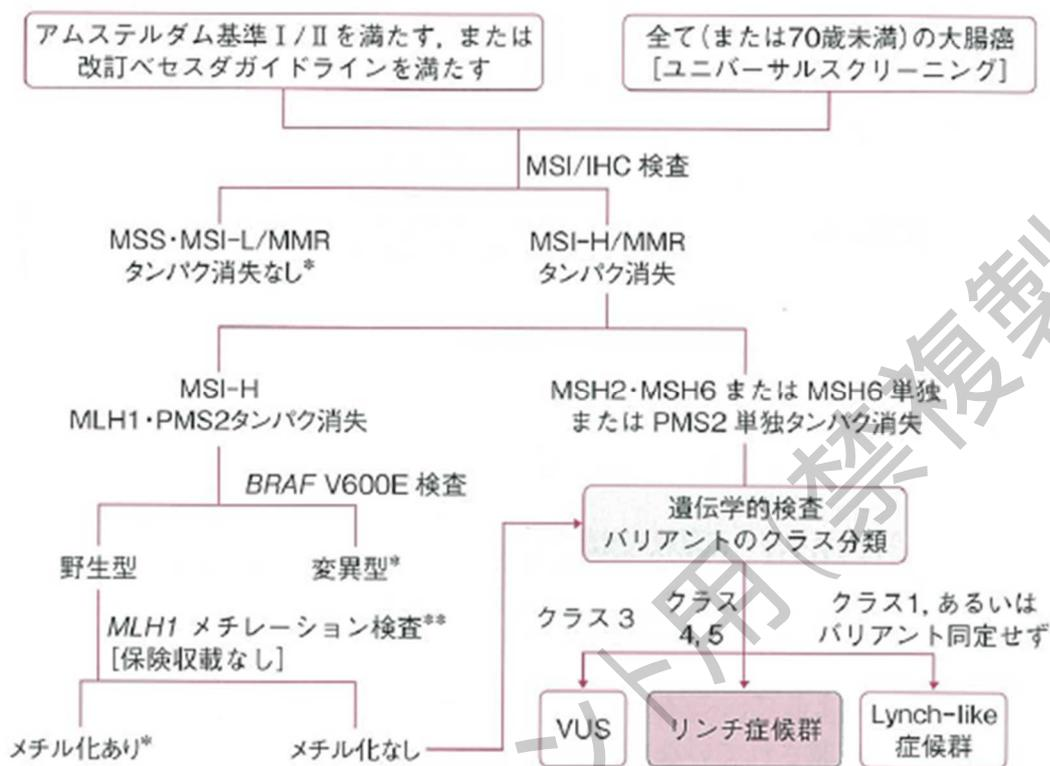 アムステルダム基準Ⅰ/Ⅱを満たす，または
改訂ベセスダガイドラインを満たす
全て(または70歳未満)の大腸癌
[ユニバーサルスクリーニング]
MSI/IHC 検査
MSS･MSI-L/MMR
タンパク消失なし*
MSI-H/MMR
タンパク消失
MSI-H
MLH1･PMS2タンパク消失
MSH2･MSH6 または MSH6 単独
または PMS2 単独タンパク消失
BRAF V600E 検査
遺伝学的検査
バリアントのクラス分類
野生型
変異型*
MLH1 メチレーション検査**
[保険収載なし]
クラス 3
クラス
4, 5
クラス1, あるいは
バリアント同定せず
メチル化あり*
メチル化なし
VUS
リンチ症候群
Lynch-like
症候群
ント用（禁複製